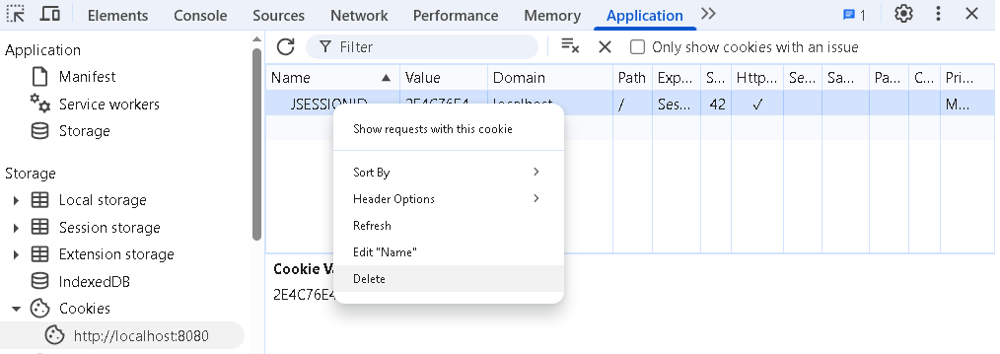 Elements Console Sources Network Performance Memory Application 1
Application
Manifest
Service workers
Storage
Storage
Local storage
Session storage
Extension storage
IndexedDB
Cookies
http://localhost:8080
Filter Only show cookies with an issue
Name Value Domain Path Exp... S... Http... Se... Sa... Pa... C... Pri...
JSESSIONID 2E4C76E4... localhost / Ses... 42 ✓ M...
Show requests with this cookie
Sort By
Header Options
Refresh
Edit "Name"
Delete
Cookie Va
2E4C76E4